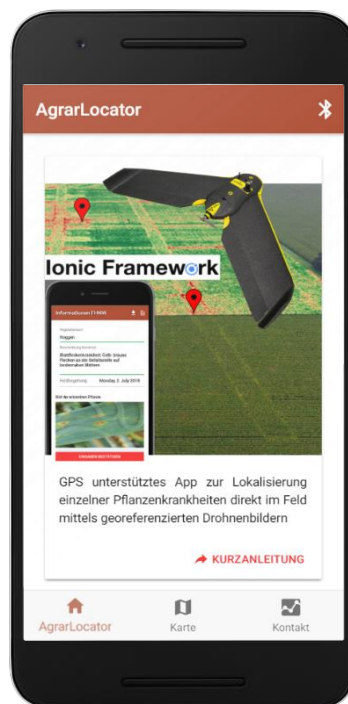 AgrarLocator
Ionic Framework
Roggen
Monday 2. July 2018
GPS unterstütztes App zur Lokalisierung
einzelner Pflanzenkrankheiten direkt im Feld
mittels georeferenzierten Drohnenbildern
KURZANLEITUNG
AgrarLocator
Karte
Kontakt